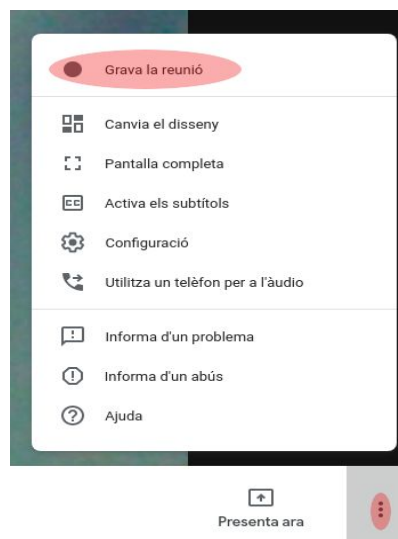 Grava la reunió
Canvia el disseny
Pantalla completa
CC
Activa els subtítols
Configuració
Utilitza un telèfon per a l'àudio
Informa d'un problema
Informa d'un abús
Ajuda
Presenta ara